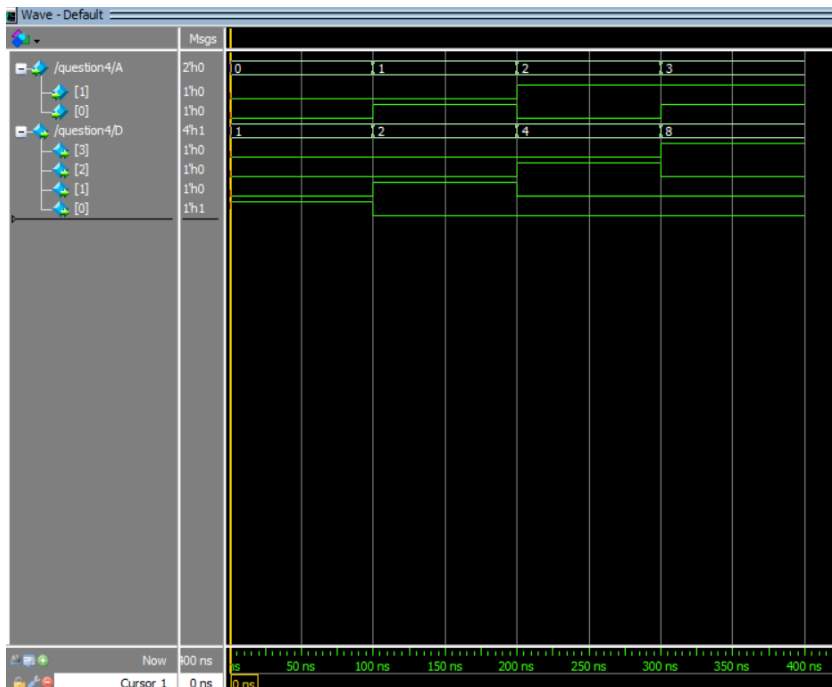 Wave - Default
Msgs
/question4/A 2'h0 0 1 2 3
[1] 1'h0
[0] 1'h0
/question4/D 4'h1 1 2 4 8
[3] 1'h0
[2] 1'h0
[1] 1'h0
[0] 1'h1
Now 400 ns ns 50 ns 100 ns 150 ns 200 ns 250 ns 300 ns 350 ns 400 ns
Cursor 1 0 ns 0 ns